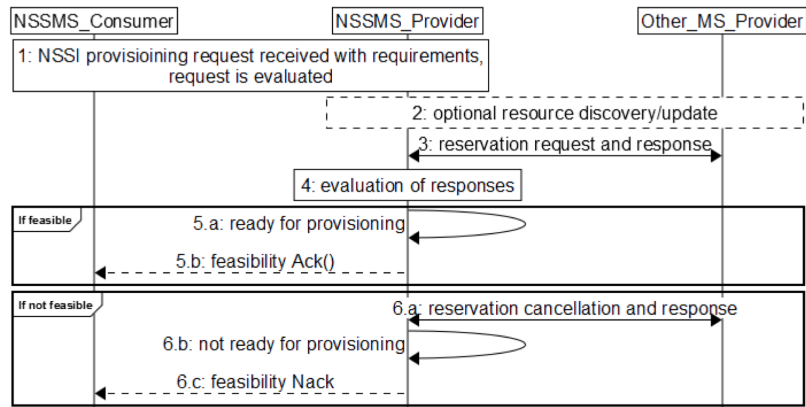 NSSMS_Consumer
NSSMS_Provider
Other_MS_Provider
1: NSSI provisioining request received with requirements,
request is evaluated
2: optional resource discovery/update
3: reservation request and response
4: evaluation of responses
If feasible
5.a: ready for provisioning
5.b: feasibility Ack()
If not feasible
6.a: reservation cancellation and response
6.b: not ready for provisioning
6.c: feasibility Nack